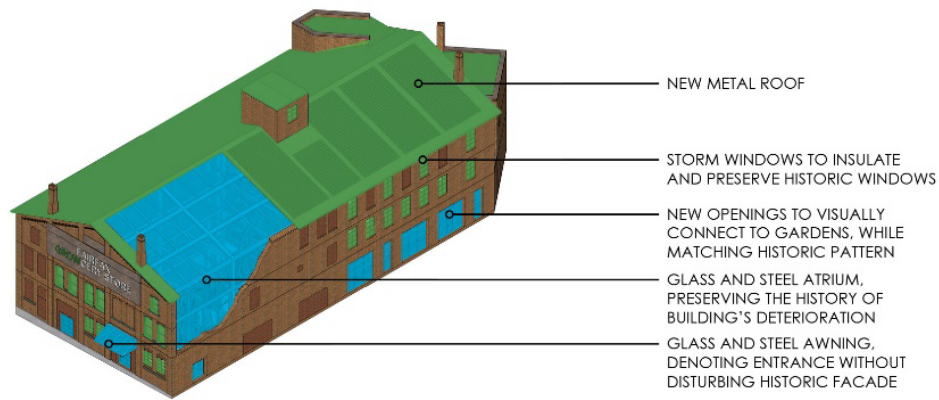 NEW METAL ROOF
STORM WINDOWS TO INSULATE
AND PRESERVE HISTORIC WINDOWS
NEW OPENINGS TO VISUALLY
CONNECT TO GARDENS, WHILE
MATCHING HISTORIC PATTERN
GLASS AND STEEL ATRIUM,
PRESERVING THE HISTORY OF
BUILDING'S DETERIORATION
GLASS AND STEEL AWNING,
DENOTING ENTRANCE WITHOUT
DISTURBING HISTORIC FACADE